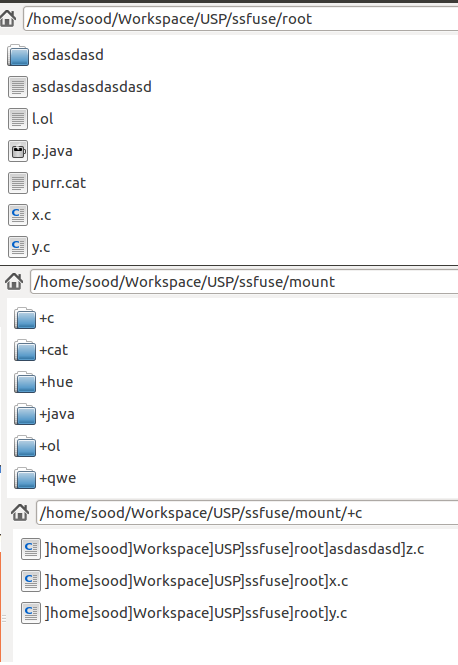 /home/sood/Workspace/USP/ssfuse/root
asdasdasd
asdasdasdasdasd
l.ol
p.java
purr.cat
x.c
y.c
/home/sood/Workspace/USP/ssfuse/mount
+c
+cat
+hue
+java
+ol
+qwe
/home/sood/Workspace/USP/ssfuse/mount/+c
]home]sood]Workspace]USP]ssfuse]root]asdasdasd]z.c
]home]sood]Workspace]USP]ssfuse]root]x.c
]home]sood]Workspace]USP]ssfuse]root]y.c